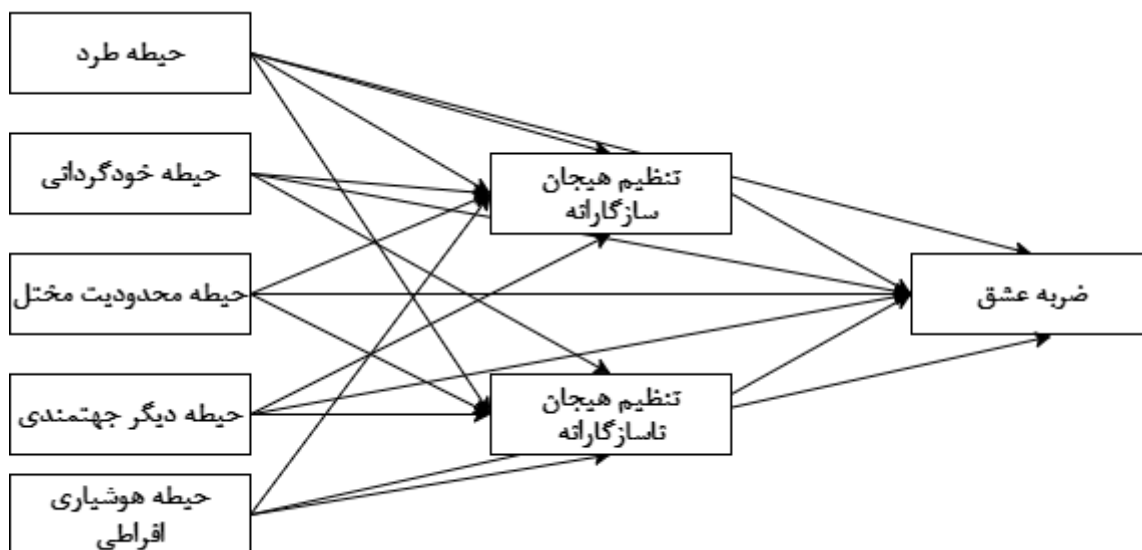 حیطه طرد
حیطه خودگردانی
حیطه محدودیت مختل
حیطه دیگر جهتمندی
حیطه هوشیاری
افراطی
تنظیم هیجان
سازگارانه
تنظیم هیجان
ناسازگارانه
ضربه عشق